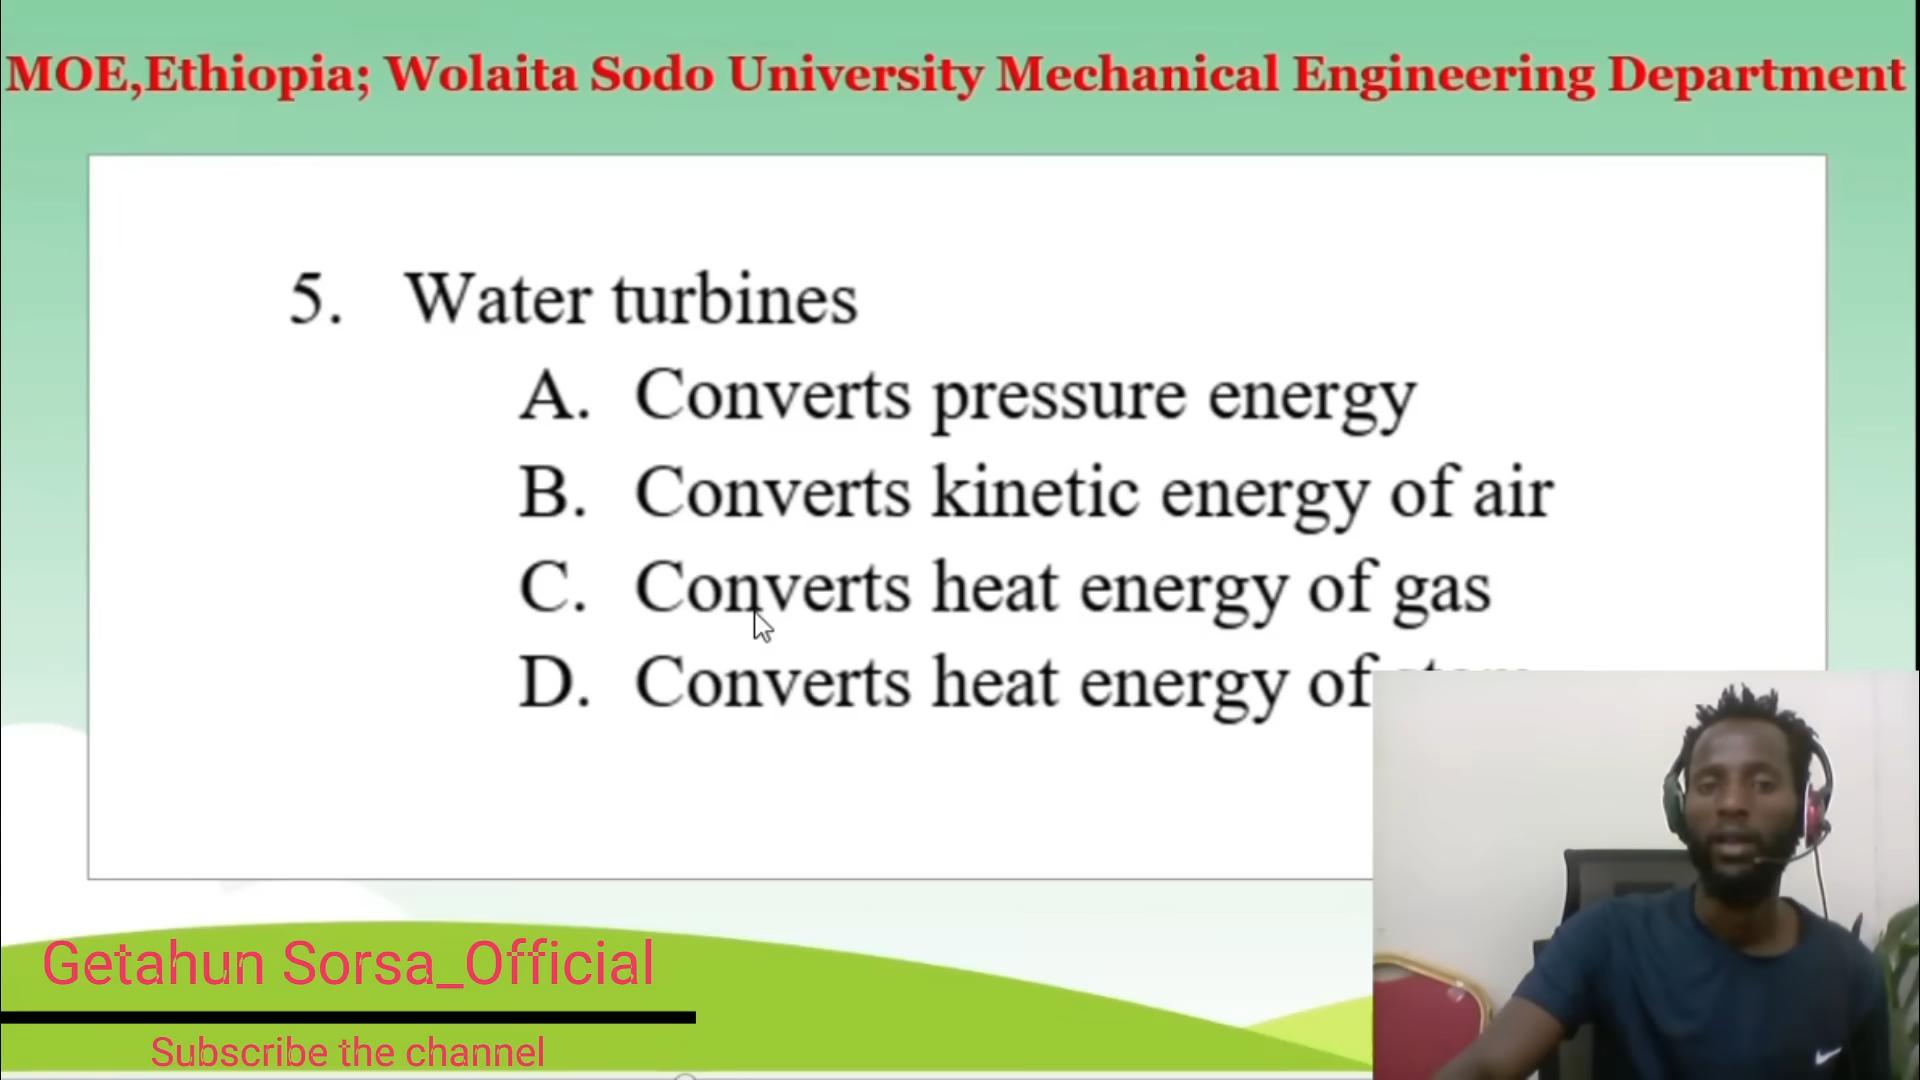 MOE,Ethiopia; Wolaita Sodo University Mechanical Engineering Department
5. Water turbines
A. Converts pressure energy
B. Converts kinetic energy of air
C. Converts heat energy of gas
D. Converts heat energy of
Getahun Sorsa_Official
Subscribe the channel